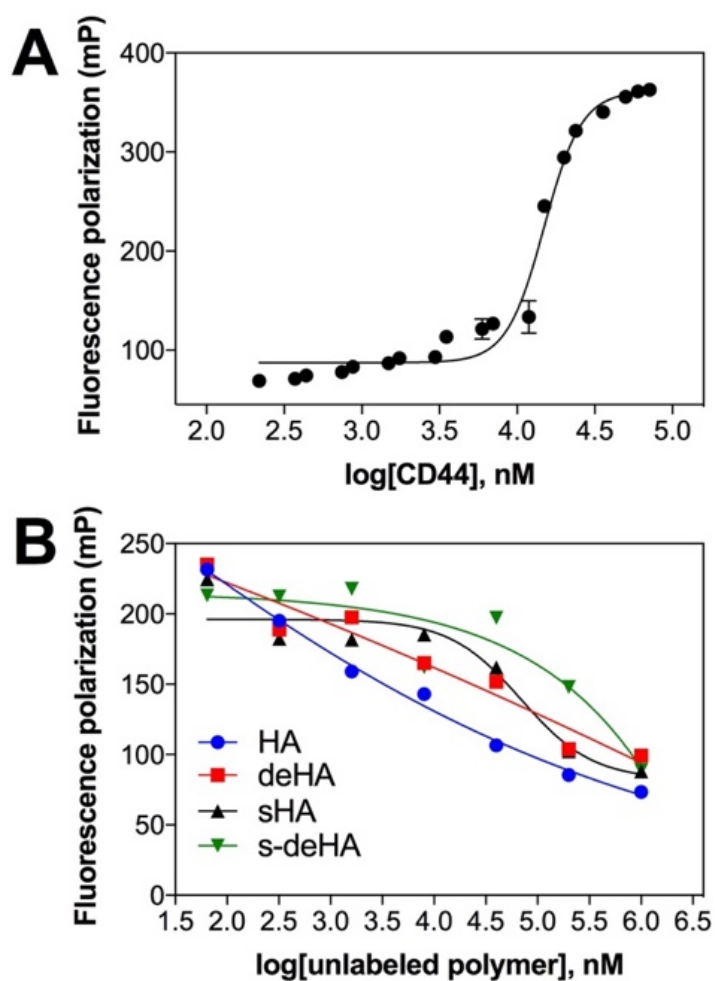 A
Fluorescence polarization (mP)
400
300
200
100
2.0 2.5 3.0 3.5 4.0 4.5 5.0
log[CD44], nM
B
Fluorescence polarization (mP)
250
200
150
100
50
0
HA
deHA
sHA
s-deHA
1.5 2.0 2.5 3.0 3.5 4.0 4.5 5.0 5.5 6.0 6.5
log[unlabeled polymer], nM